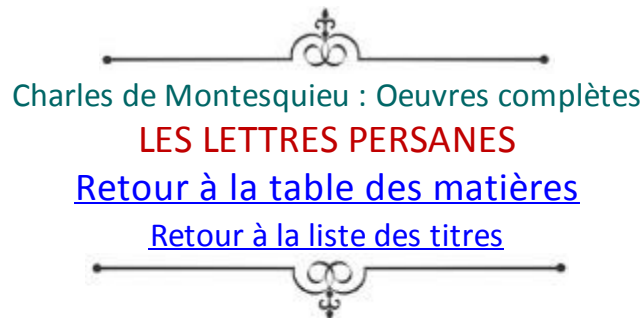 Charles de Montesquieu : Oeuvres complètes
LES LETTRES PERSANES
Retour à la table des matières
Retour à la liste des titres